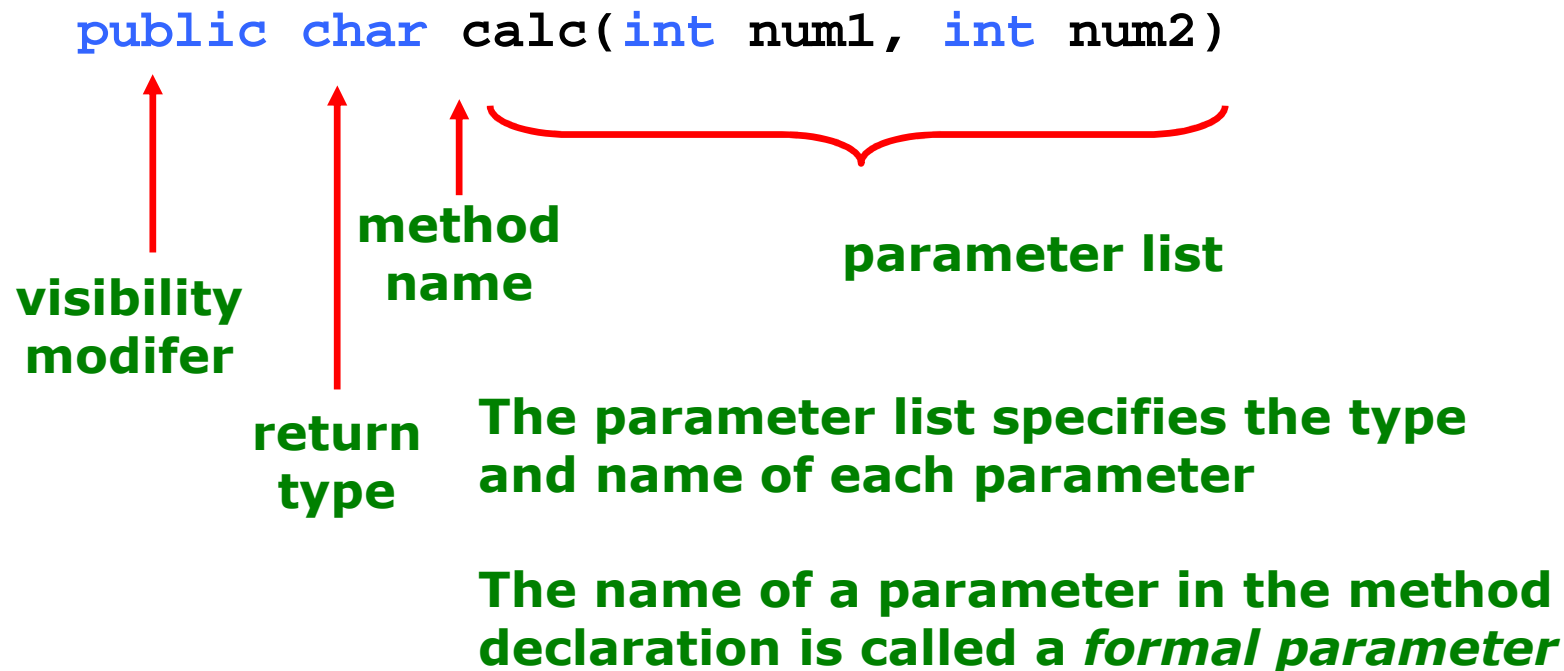 public char calc(int num1, int num2)
method
name
parameter list
visibility
modifer
return
type
The parameter list specifies the type
and name of each parameter
The name of a parameter in the method
declaration is called a formal parameter